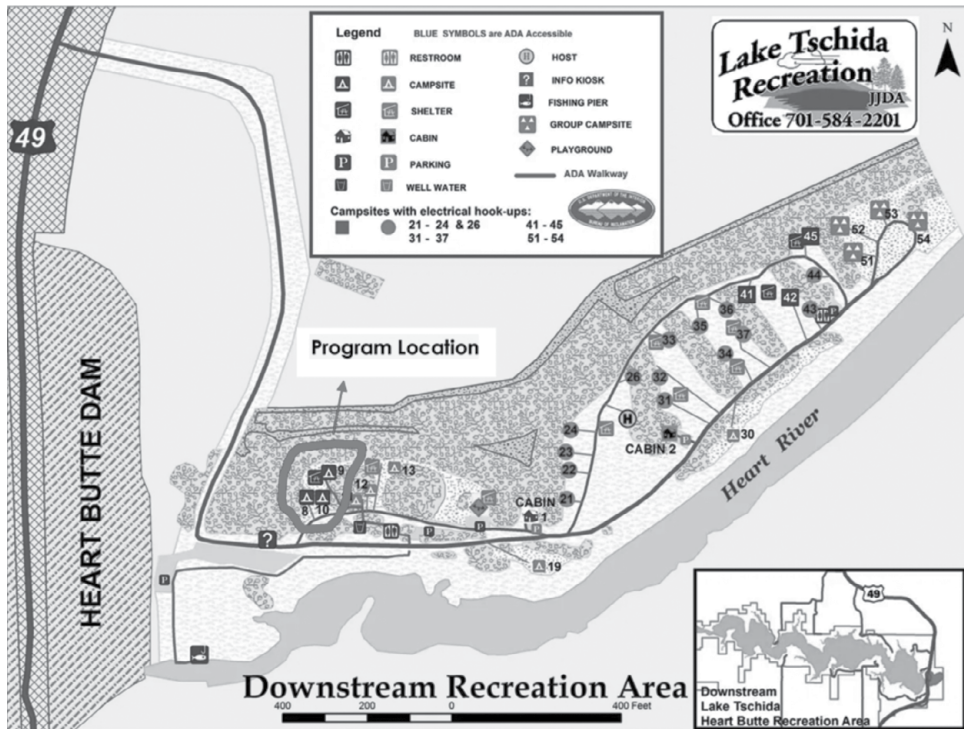 Legend
BLUE SYMBOLS are ADA Accessible
RESTROOM
CAMPSITE
SHELTER
CABIN
P P PARKING
WELL WATER
H HOST
? INFO KIOSK
FISHING PIER
GROUP CAMPSITE
PLAYGROUND
ADA Walkway
Campsites with electrical hook-ups:
21 - 24 & 26
31 - 37
41 - 45
51 - 54
Lake Tschida
Recreation
JJDA
Office 701-584-2201
N
49
HEART BUTTE DAM
Program Location
8
9
10
12
13
CABIN
1
19
21
22
23
24
26
H
CABIN 2
30
31
32
33
34
35
36
37
41
42
43
44
45
51
52
53
54
P
P
P
P
P
P
?
Heart River
Downstream Recreation Area
400 200 0 400 Feet
49
Downstream
Lake Tschida
Heart Butte Recreation Area